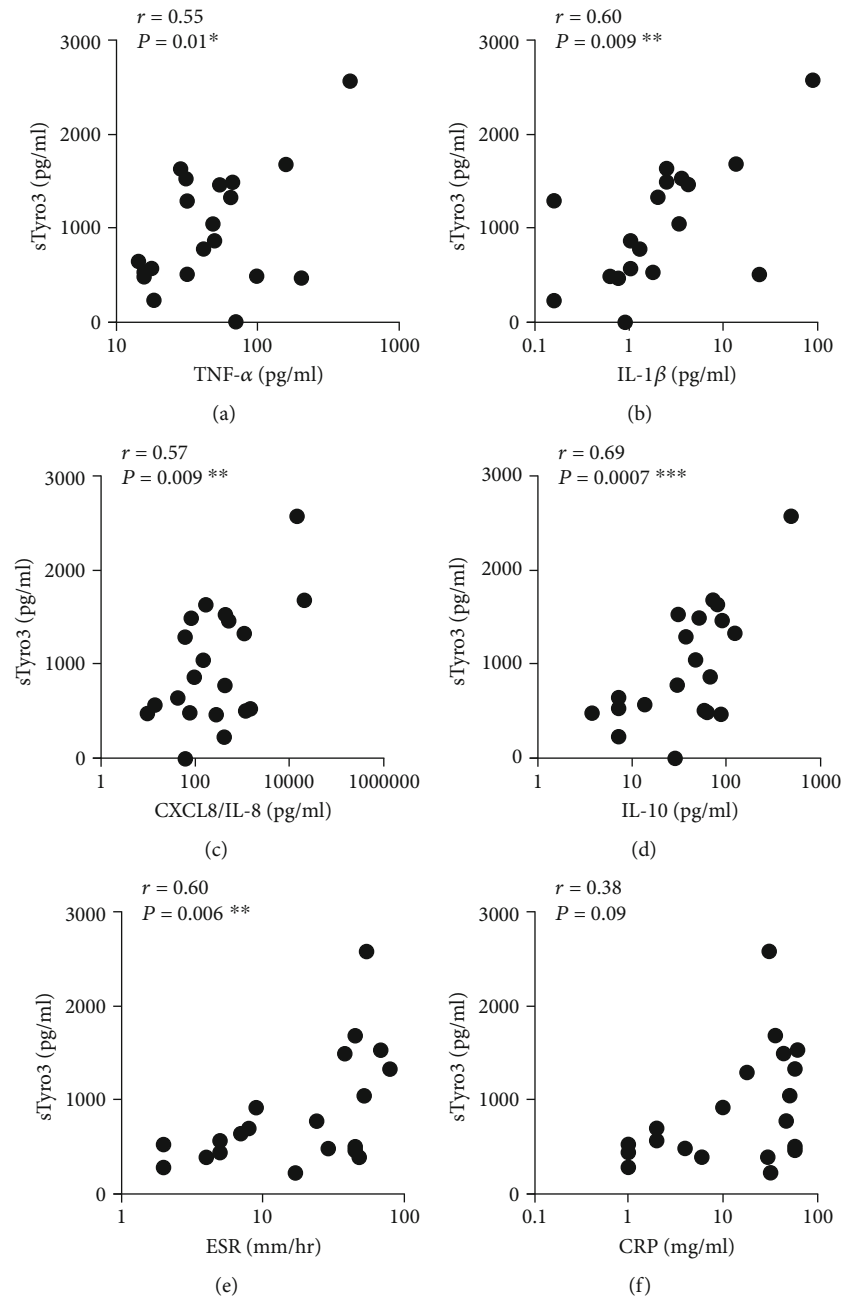 r = 0.55
P = 0.01*
3000
2000
1000
0
sTyro3 (pg/ml)
10
100
1000
TNF-α (pg/ml)
(a)
r = 0.60
P = 0.009 **
3000
2000
1000
0
sTyro3 (pg/ml)
0.1
1
10
100
IL-1β (pg/ml)
(b)
r = 0.57
P = 0.009 **
3000
2000
1000
0
sTyro3 (pg/ml)
1
100
10000
1000000
CXCL8/IL-8 (pg/ml)
(c)
r = 0.69
P = 0.0007 ***
3000
2000
1000
0
sTyro3 (pg/ml)
1
10
100
1000
IL-10 (pg/ml)
(d)
r = 0.60
P = 0.006 **
3000
2000
1000
0
sTyro3 (pg/ml)
1
10
100
ESR (mm/hr)
(e)
r = 0.38
P = 0.09
3000
2000
1000
0
sTyro3 (pg/ml)
0.1
1
10
100
CRP (mg/ml)
(f)